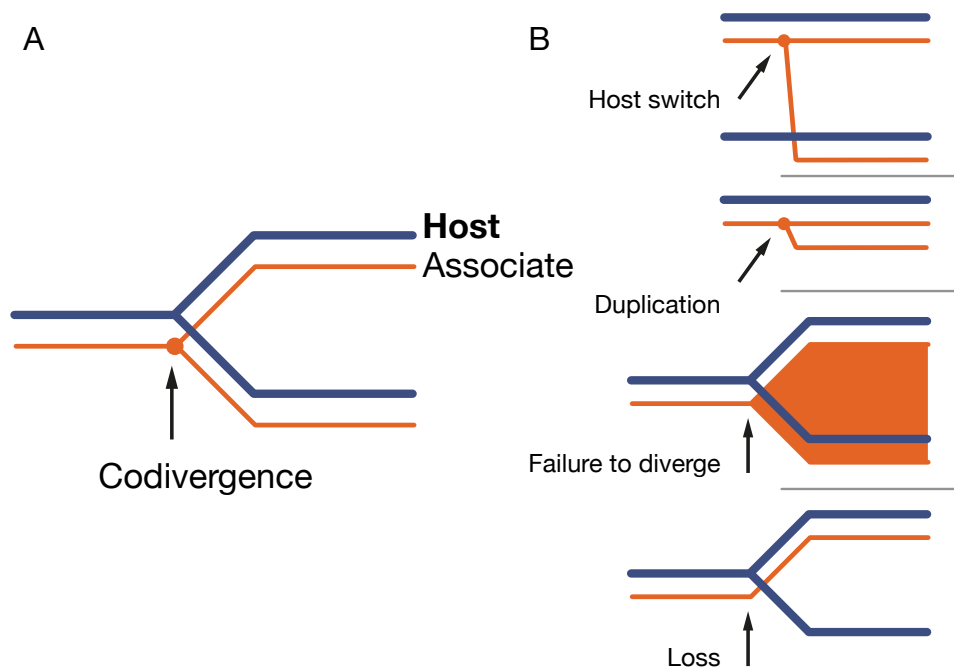 A
Host
Associate
Codivergence
B
Host switch
Duplication
Failure to diverge
Loss